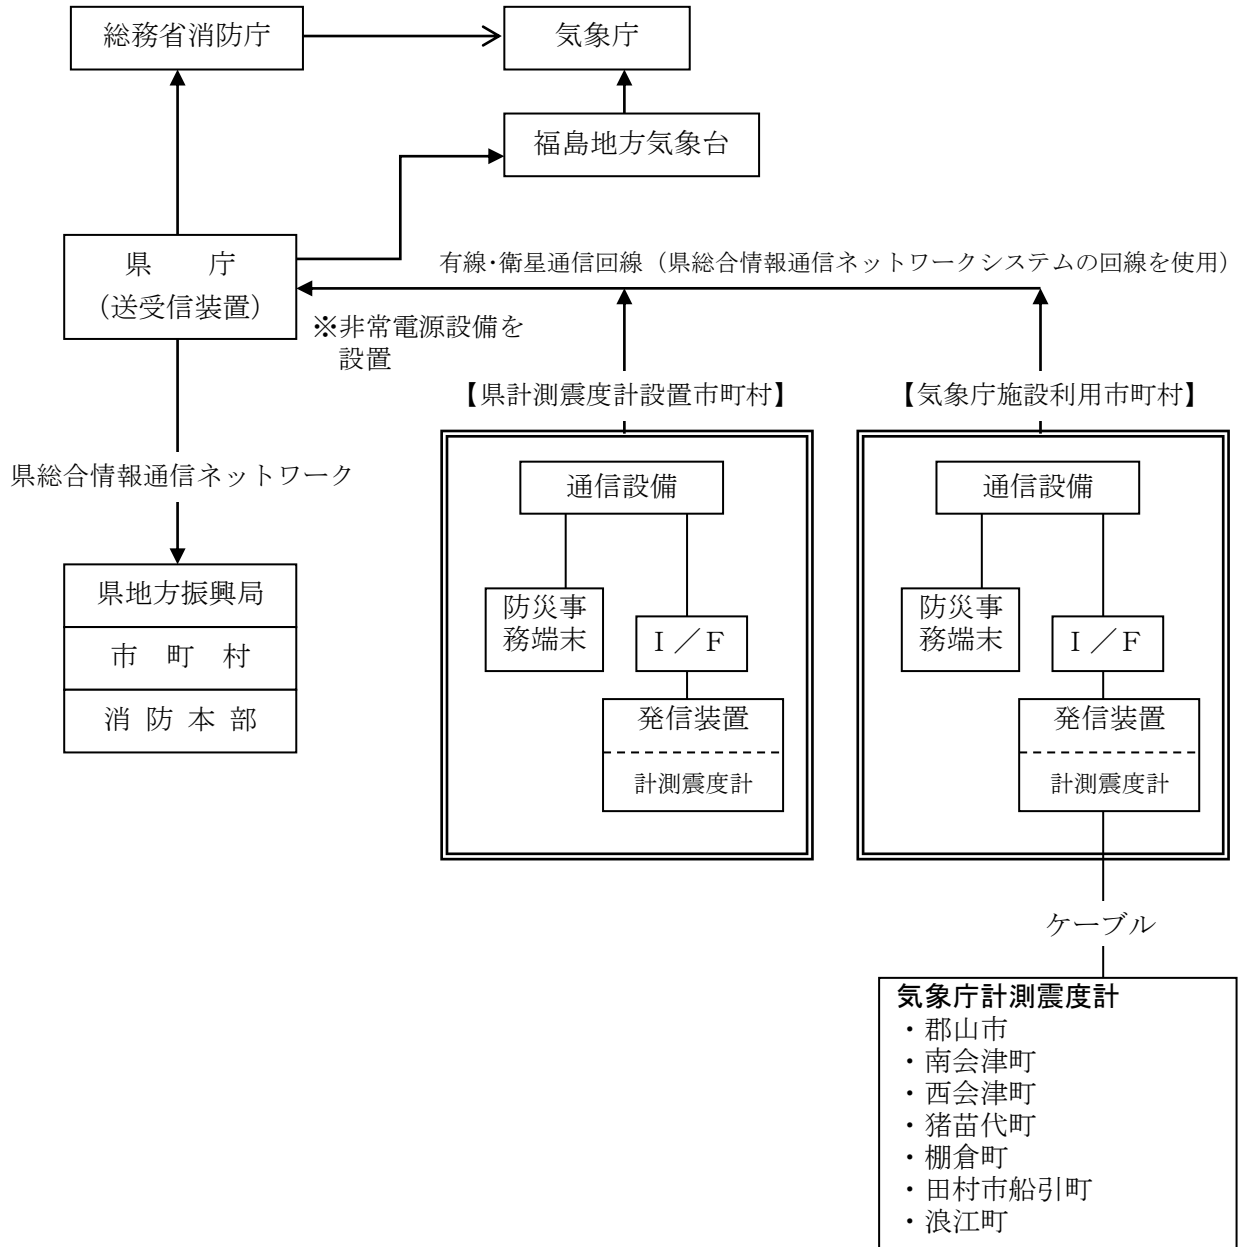 総務省消防庁
気象庁
福島地方気象台
県　　庁
（送受信装置）
有線･衛星通信回線（県総合情報通信ネットワークシステムの回線を使用）
※非常電源設備を
設置
【県計測震度計設置市町村】
【気象庁施設利用市町村】
県総合情報通信ネットワーク
県地方振興局
市　町　村
消 防 本 部
通信設備
防災事
務端末
Ｉ／Ｆ
発信装置
計測震度計
通信設備
防災事
務端末
Ｉ／Ｆ
発信装置
計測震度計
ケーブル
気象庁計測震度計
・郡山市
・南会津町
・西会津町
・猪苗代町
・棚倉町
・田村市船引町
・浪江町